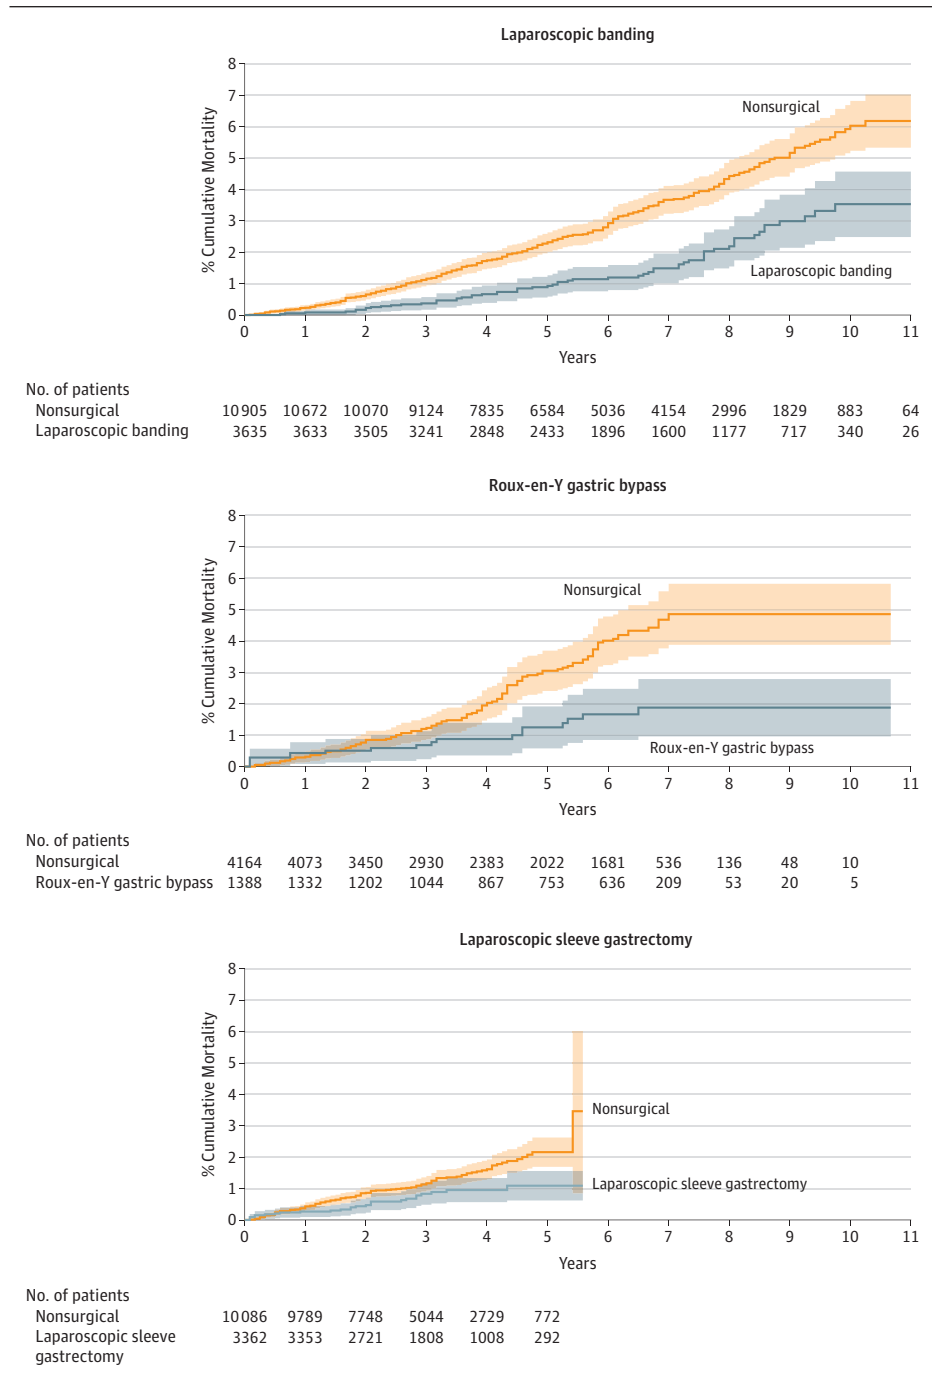 Laparoscopic banding
8
7
6
5
4
3
2
1
0
% Cumulative Mortality
Nonsurgical
Laparoscopic banding
0 1 2 3 4 5 6 7 8 9 10 11
Years
No. of patients
Nonsurgical 10905 10672 10070 9124 7835 6584 5036 4154 2996 1829 883 64
Laparoscopic banding 3635 3633 3505 3241 2848 2433 1896 1600 1177 717 340 26
Roux-en-Y gastric bypass
8
7
6
5
4
3
2
1
0
% Cumulative Mortality
Nonsurgical
Roux-en-Y gastric bypass
0 1 2 3 4 5 6 7 8 9 10 11
Years
No. of patients
Nonsurgical 4164 4073 3450 2930 2383 2022 1681 536 136 48 10
Roux-en-Y gastric bypass 1388 1332 1202 1044 867 753 636 209 53 20 5
Laparoscopic sleeve gastrectomy
8
7
6
5
4
3
2
1
0
% Cumulative Mortality
Nonsurgical
Laparoscopic sleeve gastrectomy
0 1 2 3 4 5 6 7 8 9 10 11
Years
No. of patients
Nonsurgical 10086 9789 7748 5044 2729 772
Laparoscopic sleeve 3362 3353 2721 1808 1008 292
gastrectomy